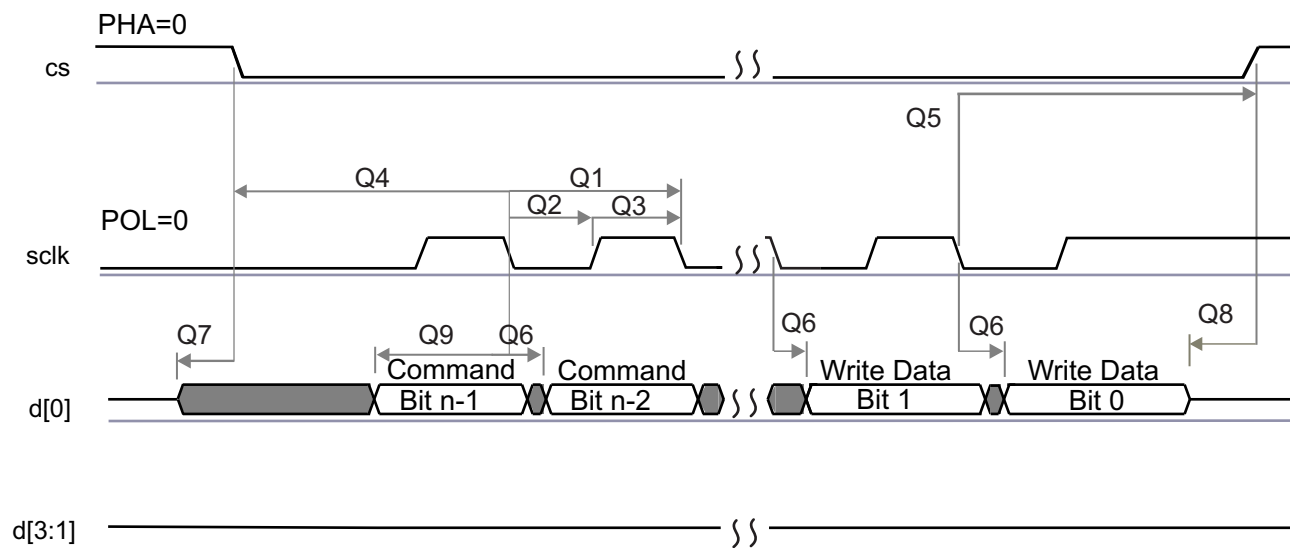 PHA=0
cs
Q5
Q4 Q1
Q2 Q3
POL=0
sclk
Q7 Q9 Q6 Q6 Q6 Q8
Command Command Write Data Write Data
d[0] Bit n-1 Bit n-2 Bit 1 Bit 0
d[3:1]